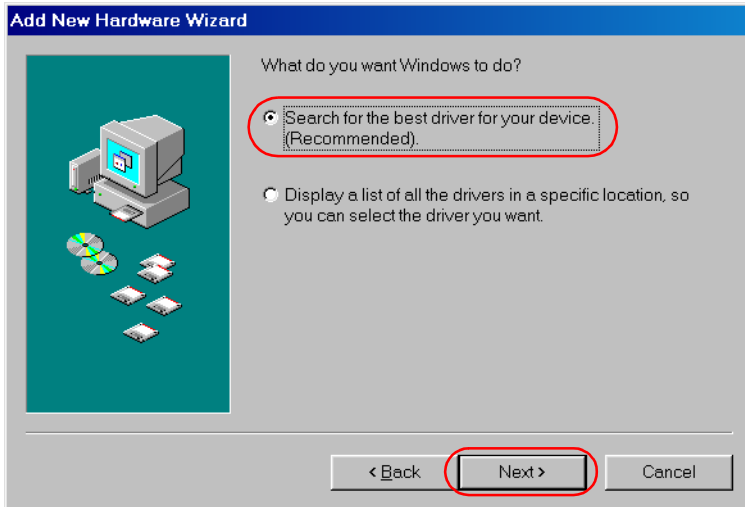 Add New Hardware Wizard
What do you want Windows to do?
Search for the best driver for your device.
(Recommended).
Display a list of all the drivers in a specific location, so
you can select the driver you want.
< Back
Next >
Cancel